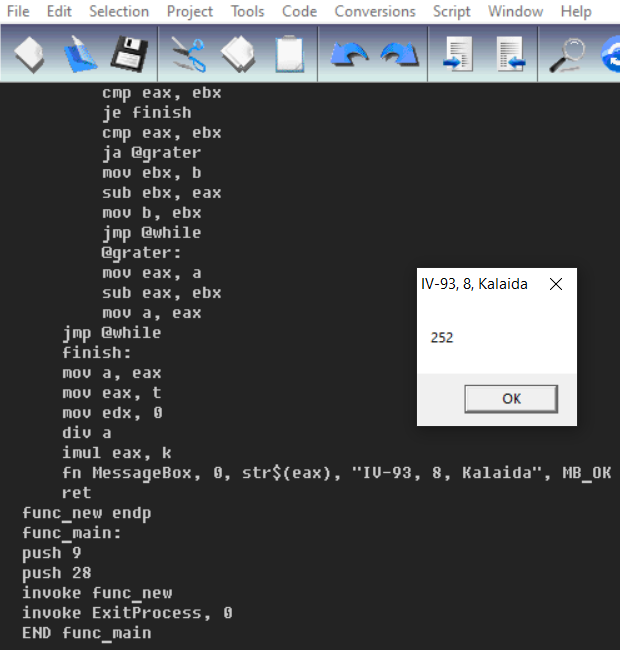 File Edit Selection Project Tools Code Conversions Script Window Help
cmp eax, ebx
je finish
cmp eax, ebx
ja @grater
mov ebx, b
sub ebx, eax
mov b, ebx
jmp @while
@grater:
mov eax, a
sub eax, ebx
mov a, eax
jmp @while
finish:
mov a, eax
mov eax, t
mov edx, 0
div a
imul eax, k
fn MessageBox, 0, str$(eax), "IV-93, 8, Kalaida", MB_OK
ret
func_new endp
func_main:
push 9
push 28
invoke func_new
invoke ExitProcess, 0
END func_main
IV-93, 8, Kalaida
252
OK